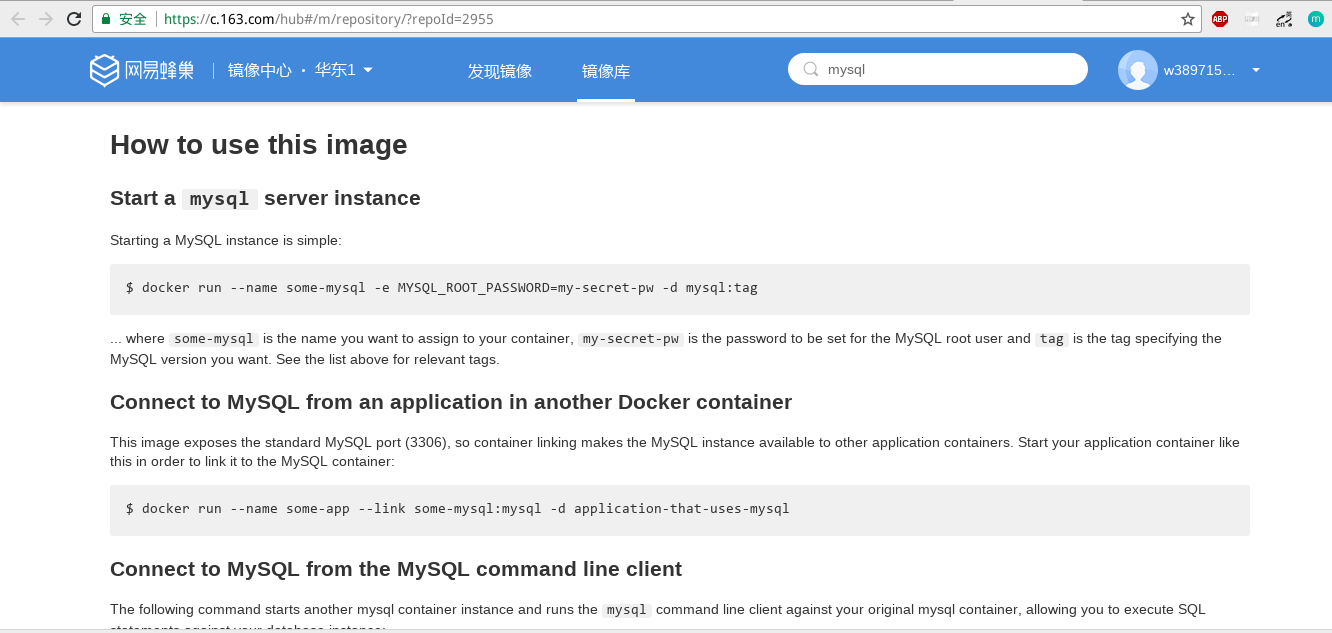 安全 https://c.163.com/hub#/m/repository/?repoId=2955
ABP
en
m
网易蜂巢 镜像中心 · 华东1 发现镜像 镜像库 mysql w389715…
How to use this image
Start a mysql server instance
Starting a MySQL instance is simple:
$ docker run --name some-mysql -e MYSQL_ROOT_PASSWORD=my-secret-pw -d mysql:tag
... where some-mysql is the name you want to assign to your container, my-secret-pw is the password to be set for the MySQL root user and tag is the tag specifying the
MySQL version you want. See the list above for relevant tags.
Connect to MySQL from an application in another Docker container
This image exposes the standard MySQL port (3306), so container linking makes the MySQL instance available to other application containers. Start your application container like
this in order to link it to the MySQL container:
$ docker run --name some-app --link some-mysql:mysql -d application-that-uses-mysql
Connect to MySQL from the MySQL command line client
The following command starts another mysql container instance and runs the mysql command line client against your original mysql container, allowing you to execute SQL
statements against your database instance: